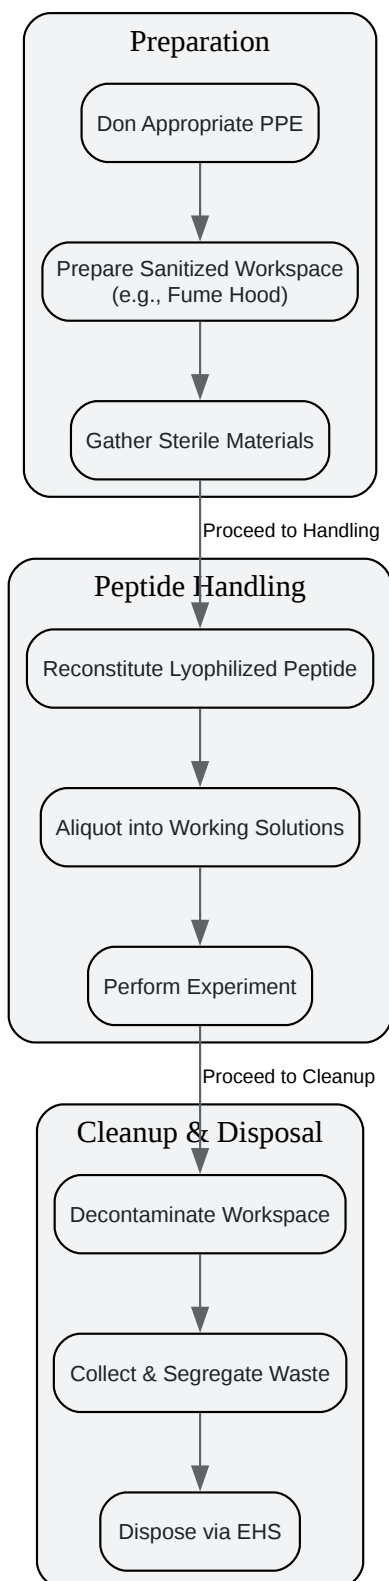 Preparation
Don Appropriate PPE
Prepare Sanitized Workspace
(e.g., Fume Hood)
Gather Sterile Materials
Proceed to Handling
Peptide Handling
Reconstitute Lyophilized Peptide
Aliquot into Working Solutions
Perform Experiment
Proceed to Cleanup
Cleanup & Disposal
Decontaminate Workspace
Collect & Segregate Waste
Dispose via EHS